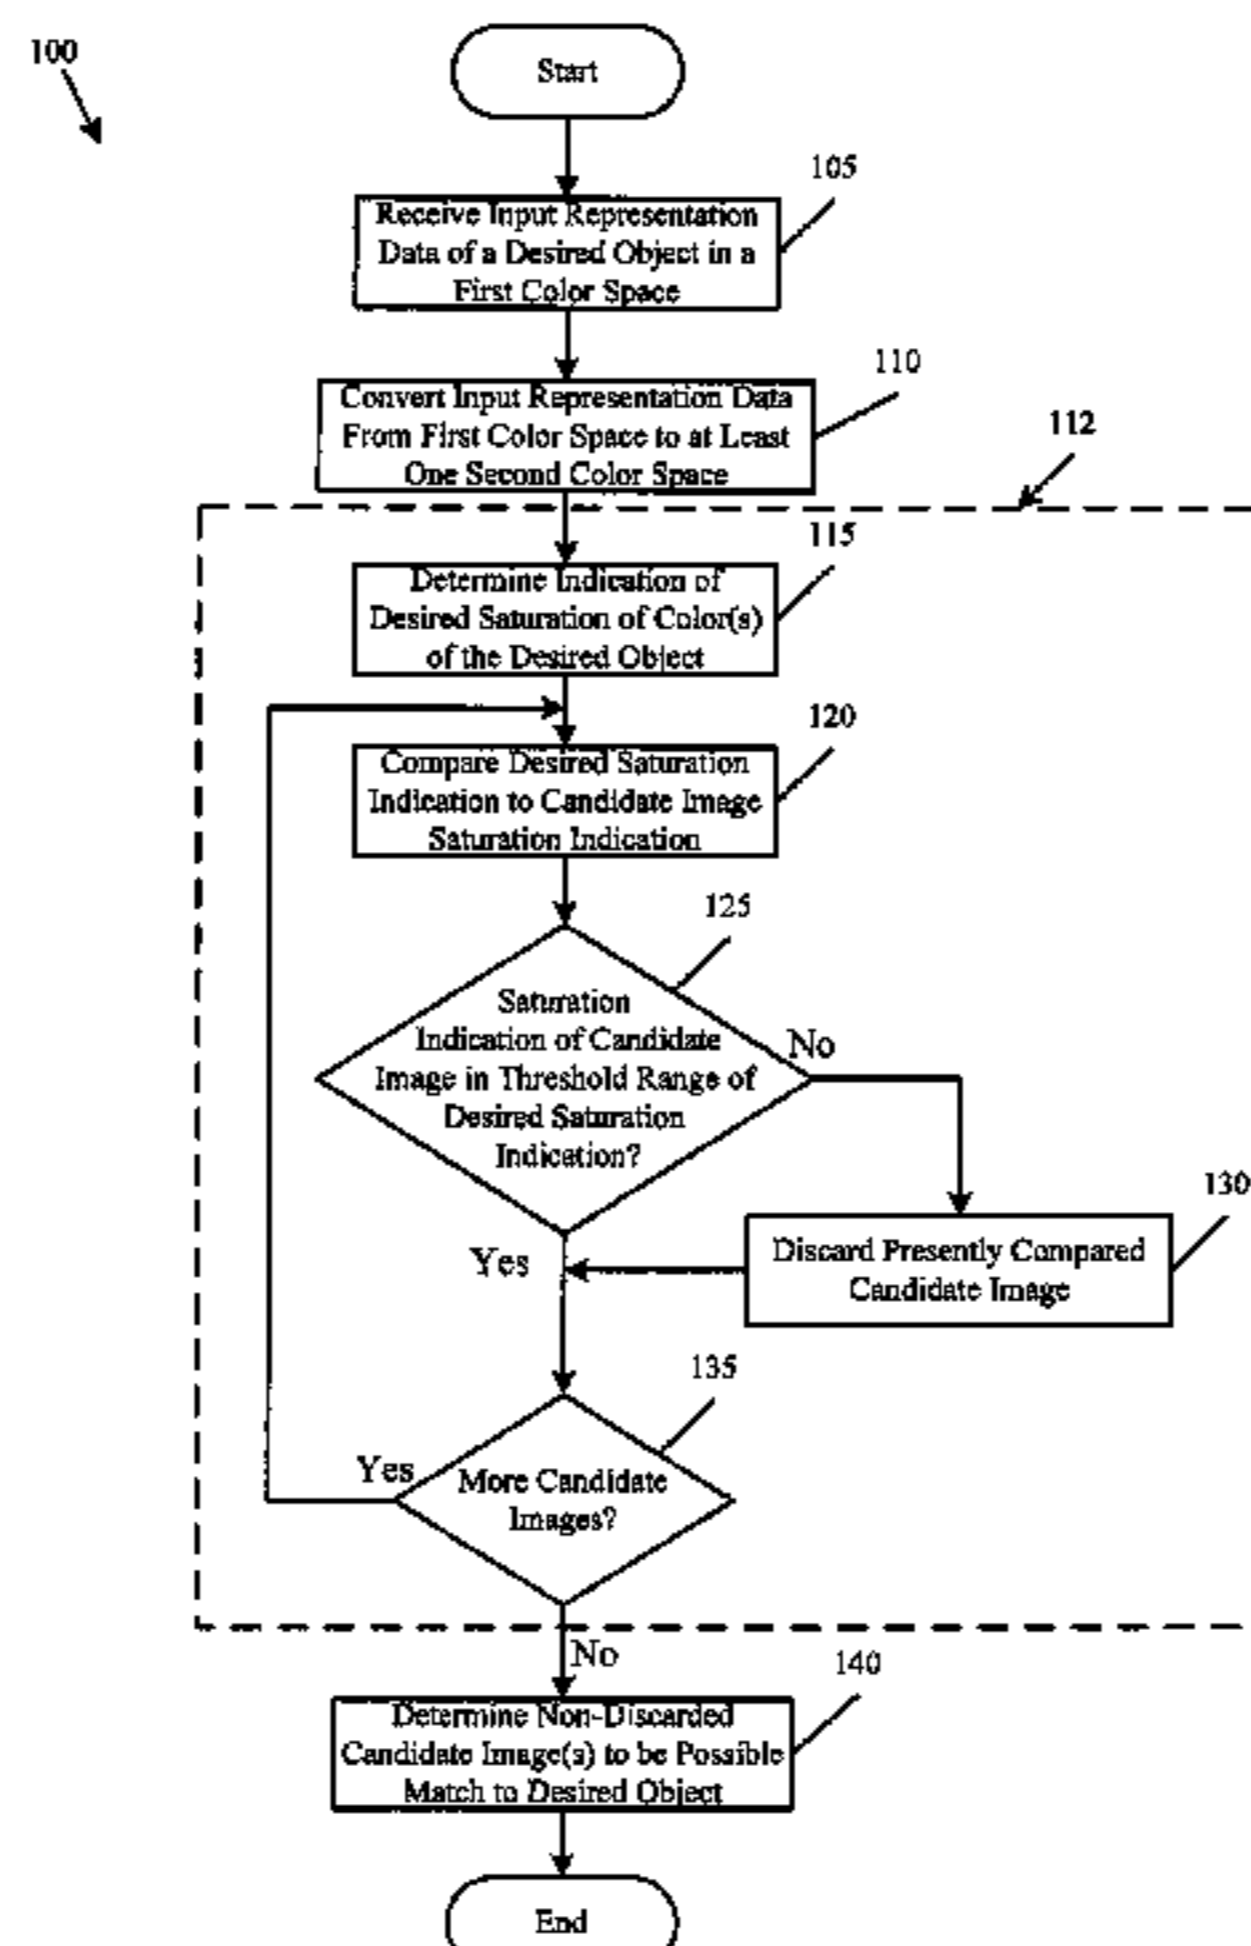 100
Start
105
Receive Input Representation
Data of a Desired Object in a
First Color Space
110
Convert Input Representation Data
From First Color Space to at Least
One Second Color Space
112
115
Determine Indication of
Desired Saturation of Color(s)
of the Desired Object
120
Compare Desired Saturation
Indication to Candidate Image
Saturation Indication
125
Saturation
Indication of Candidate
Image in Threshold Range of
Desired Saturation
Indication?
No
130
Discard Presently Compared
Candidate Image
Yes
135
Yes
More Candidate
Images?
No
140
Determine Non-Discarded
Candidate Image(s) to be Possible
Match to Desired Object
End